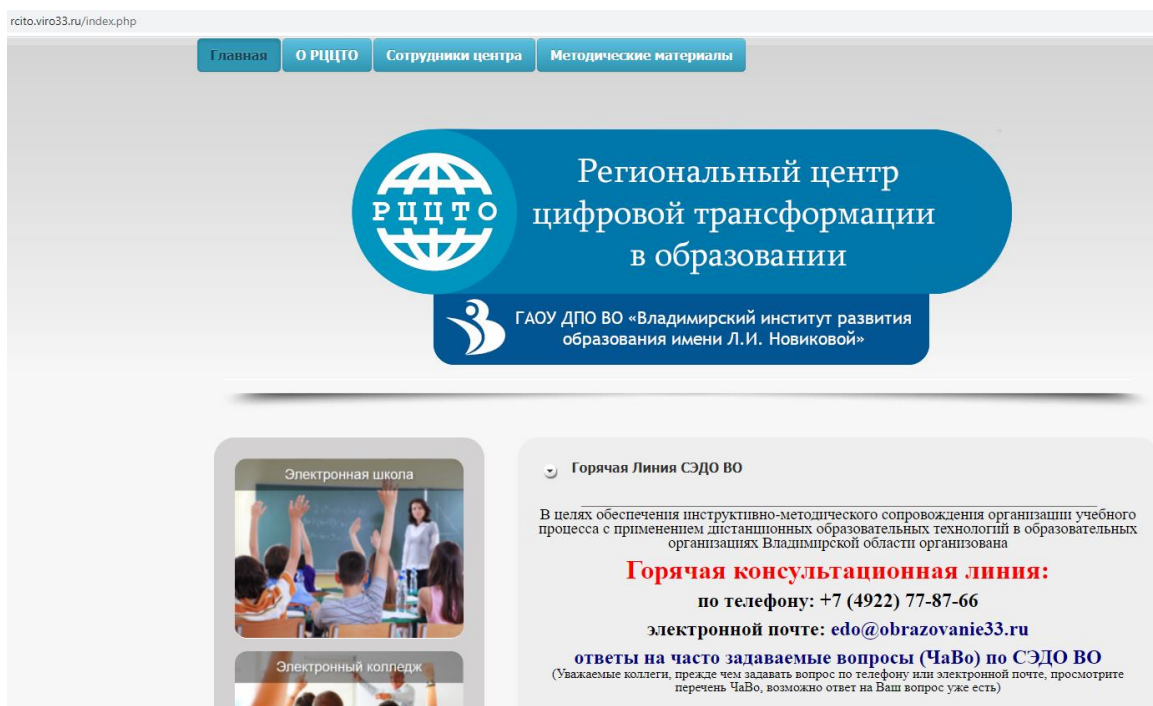 rcito.viro33.ru/index.php
Главная
О РЦЦТО
Сотрудники центра
Методические материалы
РЦЦТО
Региональный центр
цифровой трансформации
в образовании
ГАОУ ДПО ВО «Владимирский институт развития
образования имени Л.И. Новиковой»
Электронная школа
Электронный колледж
Горячая Линия СЭДО ВО
В целях обеспечения инструктивно-методического сопровождения организации учебного
процесса с применением дистанционных образовательных технологий в образовательных
организациях Владимирской области организована
Горячая консультационная линия:
по телефону: +7 (4922) 77-87-66
электронной почте: edo@obrazovanie33.ru
ответы на часто задаваемые вопросы (ЧаВо) по СЭДО ВО
(Уважаемые коллеги, прежде чем задавать вопрос по телефону или электронной почте, просмотрите
перечень ЧаВо, возможно ответ на Ваш вопрос уже есть)